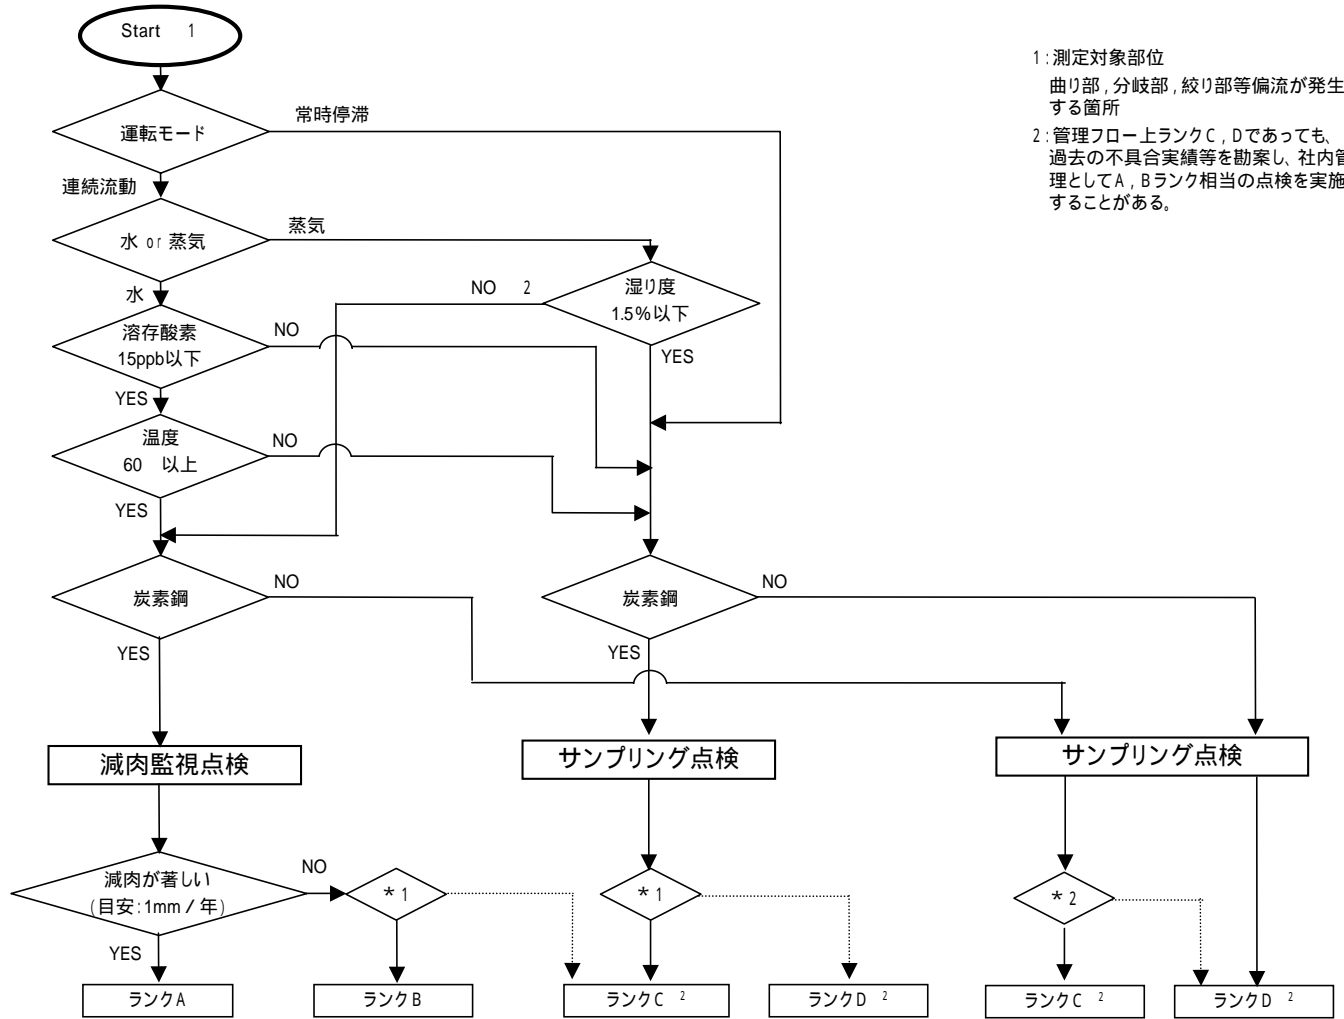 Start 1
1:測定対象部位
曲り部,分岐部,絞り部等偏流が発生
する箇所
2:管理フロー上ランクC,Dであっても、
過去の不具合実績等を勘案し、社内管
理としてA,Bランク相当の点検を実施
することがある。
運転モード
常時停滞
連続流動
水 or 蒸気
蒸気
水
湿り度
1.5%以下
NO 2
YES
溶存酸素
15ppb以下
NO
YES
温度
60 以上
NO
YES
炭素鋼
NO
YES
炭素鋼
NO
YES
減肉監視点検
サンプリング点検
サンプリング点検
減肉が著しい
(目安:1mm/年)
NO
YES
*1
*1
*2
ランクA
ランクB
ランクC 2
ランクD 2
ランクC 2
ランクD 2